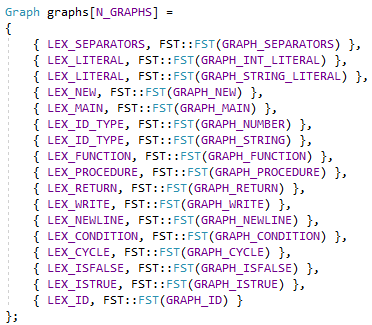 Graph graphs[N_GRAPHS] =
{
{ LEX_SEPARATORS, FST::FST(GRAPH_SEPARATORS) },
{ LEX_LITERAL, FST::FST(GRAPH_INT_LITERAL) },
{ LEX_LITERAL, FST::FST(GRAPH_STRING_LITERAL) },
{ LEX_NEW, FST::FST(GRAPH_NEW) },
{ LEX_MAIN, FST::FST(GRAPH_MAIN) },
{ LEX_ID_TYPE, FST::FST(GRAPH_NUMBER) },
{ LEX_ID_TYPE, FST::FST(GRAPH_STRING) },
{ LEX_FUNCTION, FST::FST(GRAPH_FUNCTION) },
{ LEX_PROCEDURE, FST::FST(GRAPH_PROCEDURE) },
{ LEX_RETURN, FST::FST(GRAPH_RETURN) },
{ LEX_WRITE, FST::FST(GRAPH_WRITE) },
{ LEX_NEWLINE, FST::FST(GRAPH_NEWLINE) },
{ LEX_CONDITION, FST::FST(GRAPH_CONDITION) },
{ LEX_CYCLE, FST::FST(GRAPH_CYCLE) },
{ LEX_ISFALSE, FST::FST(GRAPH_ISFALSE) },
{ LEX_ISTRUE, FST::FST(GRAPH_ISTRUE) },
{ LEX_ID, FST::FST(GRAPH_ID) }
};